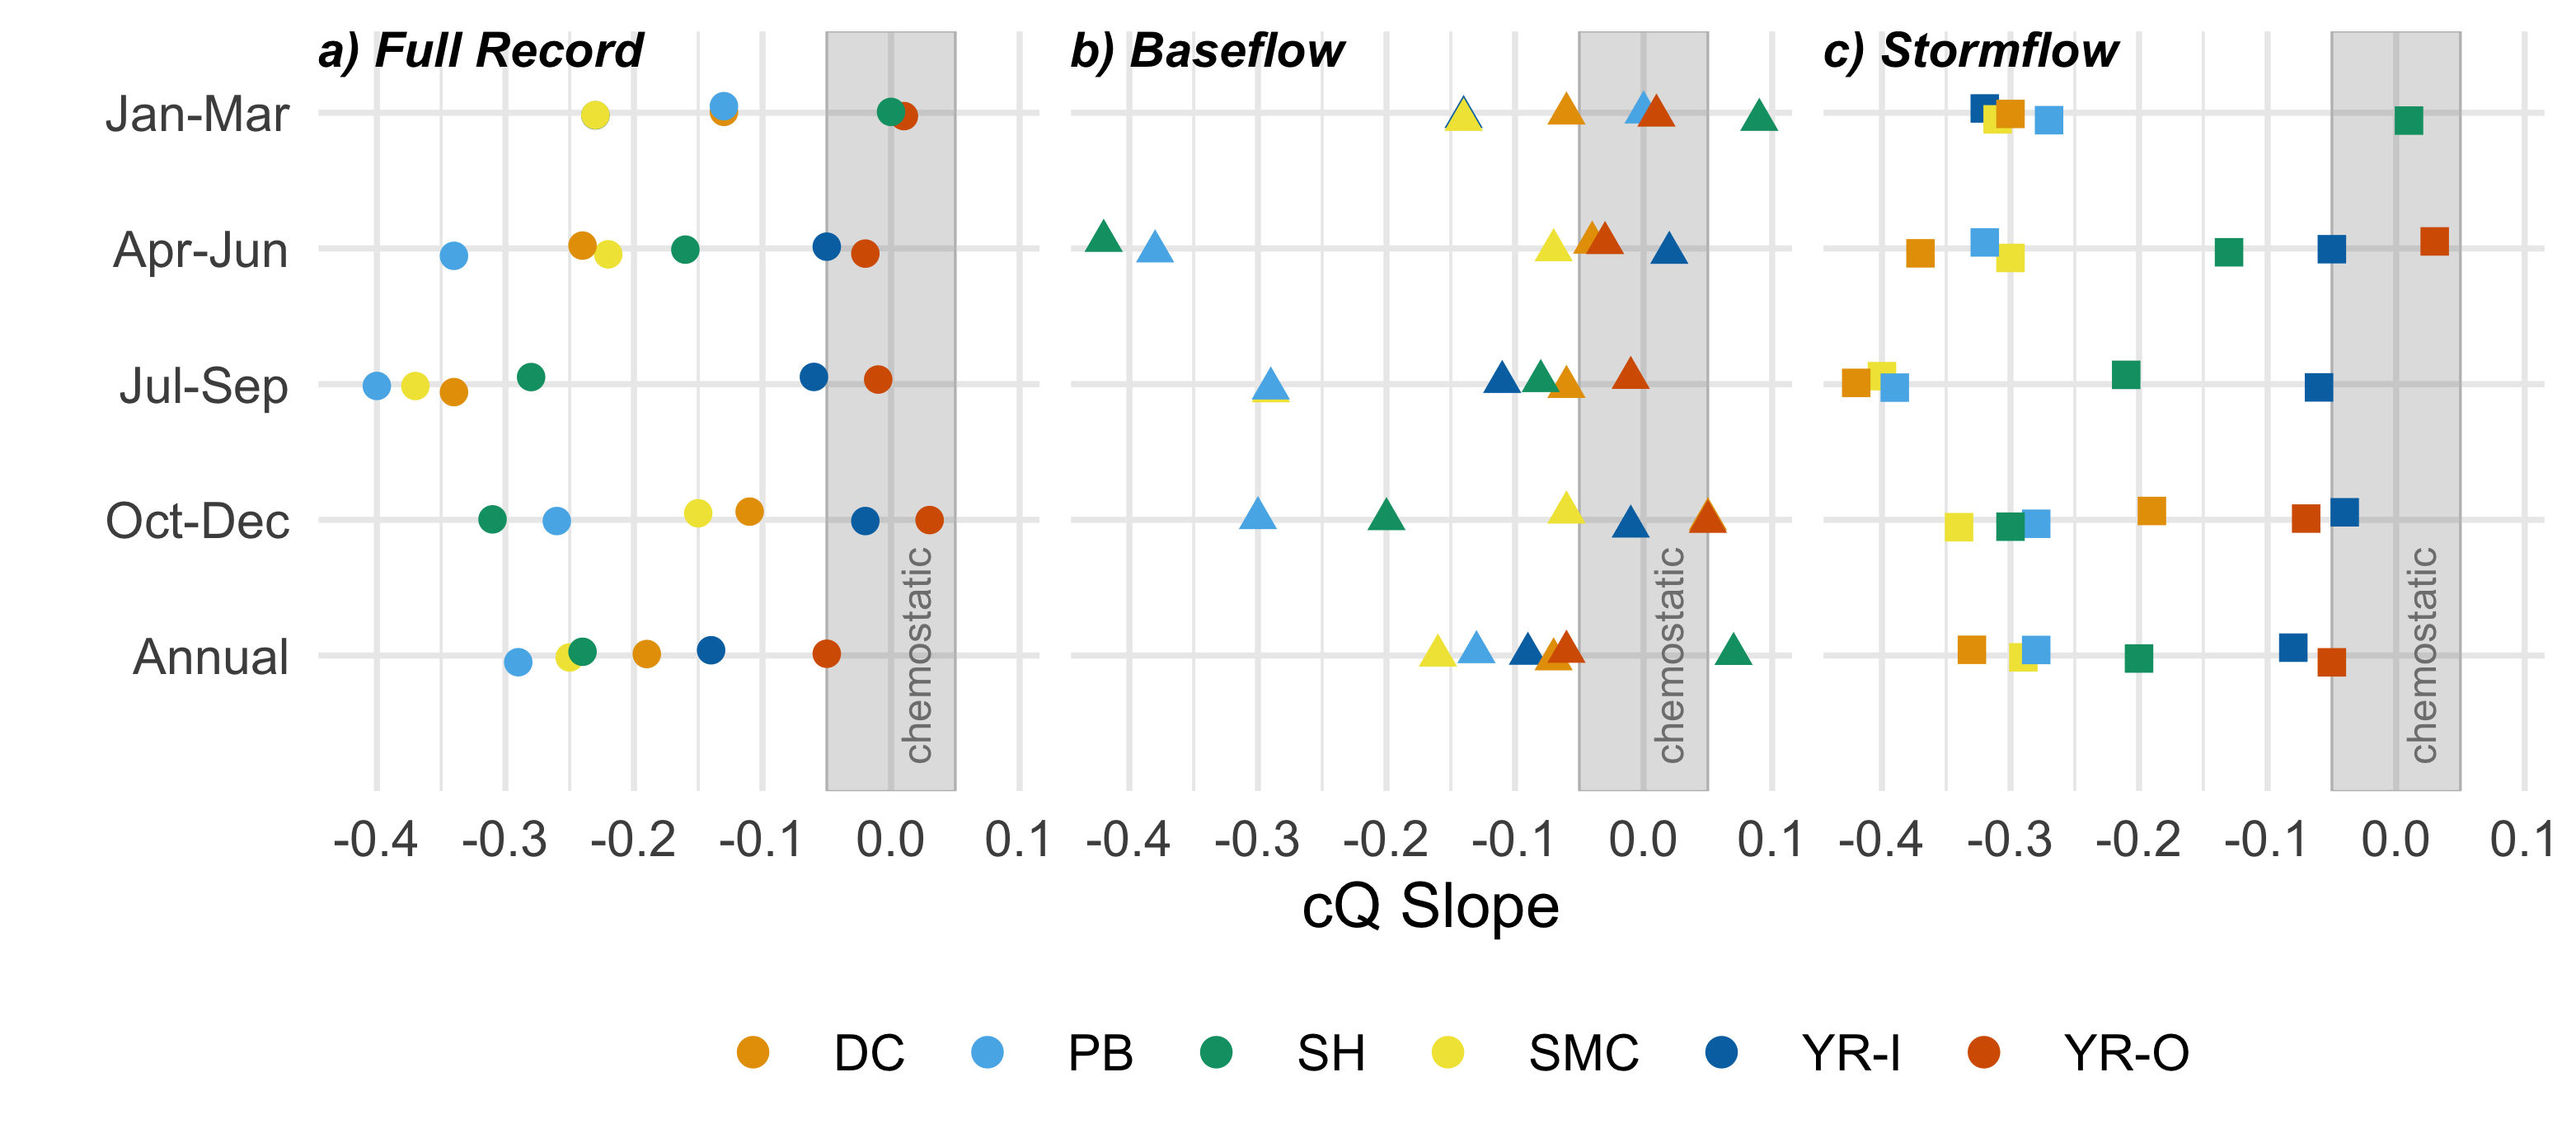 a) Full Record b) Baseflow c) Stormflow
Jan-Mar
Apr-Jun
Jul-Sep
Oct-Dec
Annual
chemostatic chemostatic chemostatic
-0.4 -0.3 -0.2 -0.1 0.0 0.1 -0.4 -0.3 -0.2 -0.1 0.0 0.1 -0.4 -0.3 -0.2 -0.1 0.0 0.1
cQ Slope
DC PB SH SMC YR-I YR-O